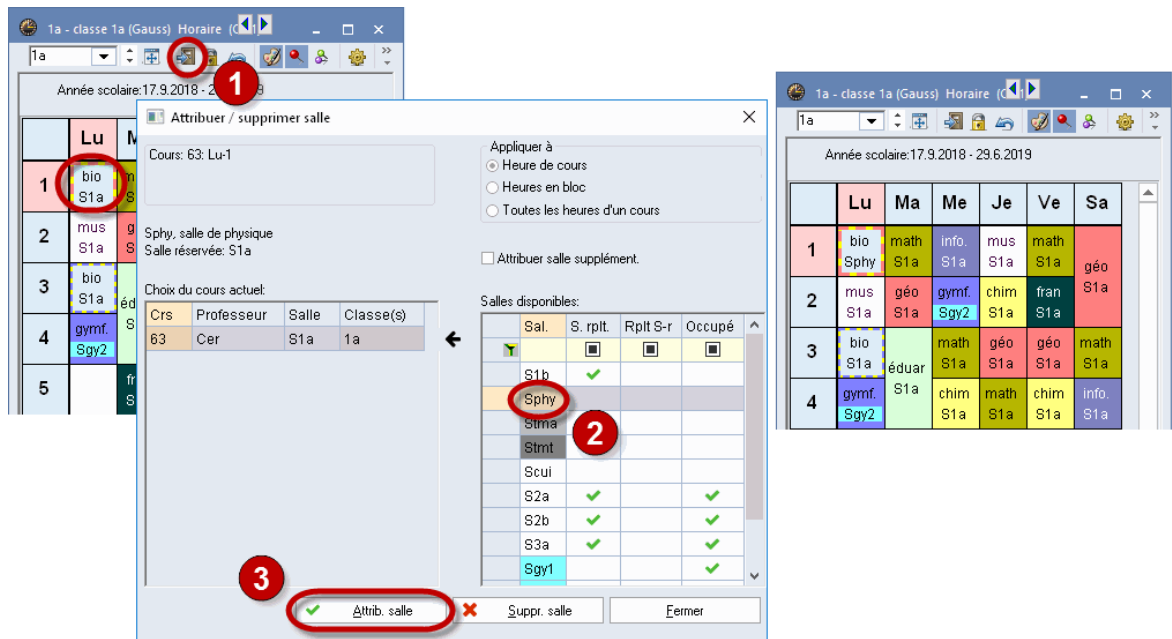 1a - classe 1a (Gauss) Horaire (
1a
Année scolaire:17.9.2018 - 2
1
Lu
1 bio
S1a
2 mus
S1a
3 bio
S1a
4 gymf.
Sgy2
5
Attribuer / supprimer salle
Cours: 63: Lu-1
Sphy, salle de physique
Salle réservée: S1a
Choix du cours actuel:
Crs Professeur Salle Classe(s)
63 Cer S1a 1a
Appliquer à
Heure de cours
Heures en bloc
Toutes les heures d'un cours
Attribuer salle supplément.
Salles disponibles:
Sal. S. rplt. Rplt S-r Occupé
S1b
Sphy
2
Stma
Stmt
Scui
S2a
S2b
S3a
Sgy1
3
Attrib. salle Suppr. salle Fermer
1a - classe 1a (Gauss) Horaire (
1a
Année scolaire:17.9.2018 - 29.6.2019
Lu Ma Me Je Ve Sa
1 bio math info. mus math géo
Sphy S1a S1a S1a S1a S1a
2 mus géo gymf. chim fran
S1a S1a Sgy2 S1a S1a
3 bio éduar math géo géo math
S1a S1a S1a S1a S1a S1a
4 gymf. chim math chim info.
Sgy2 S1a S1a S1a S1a